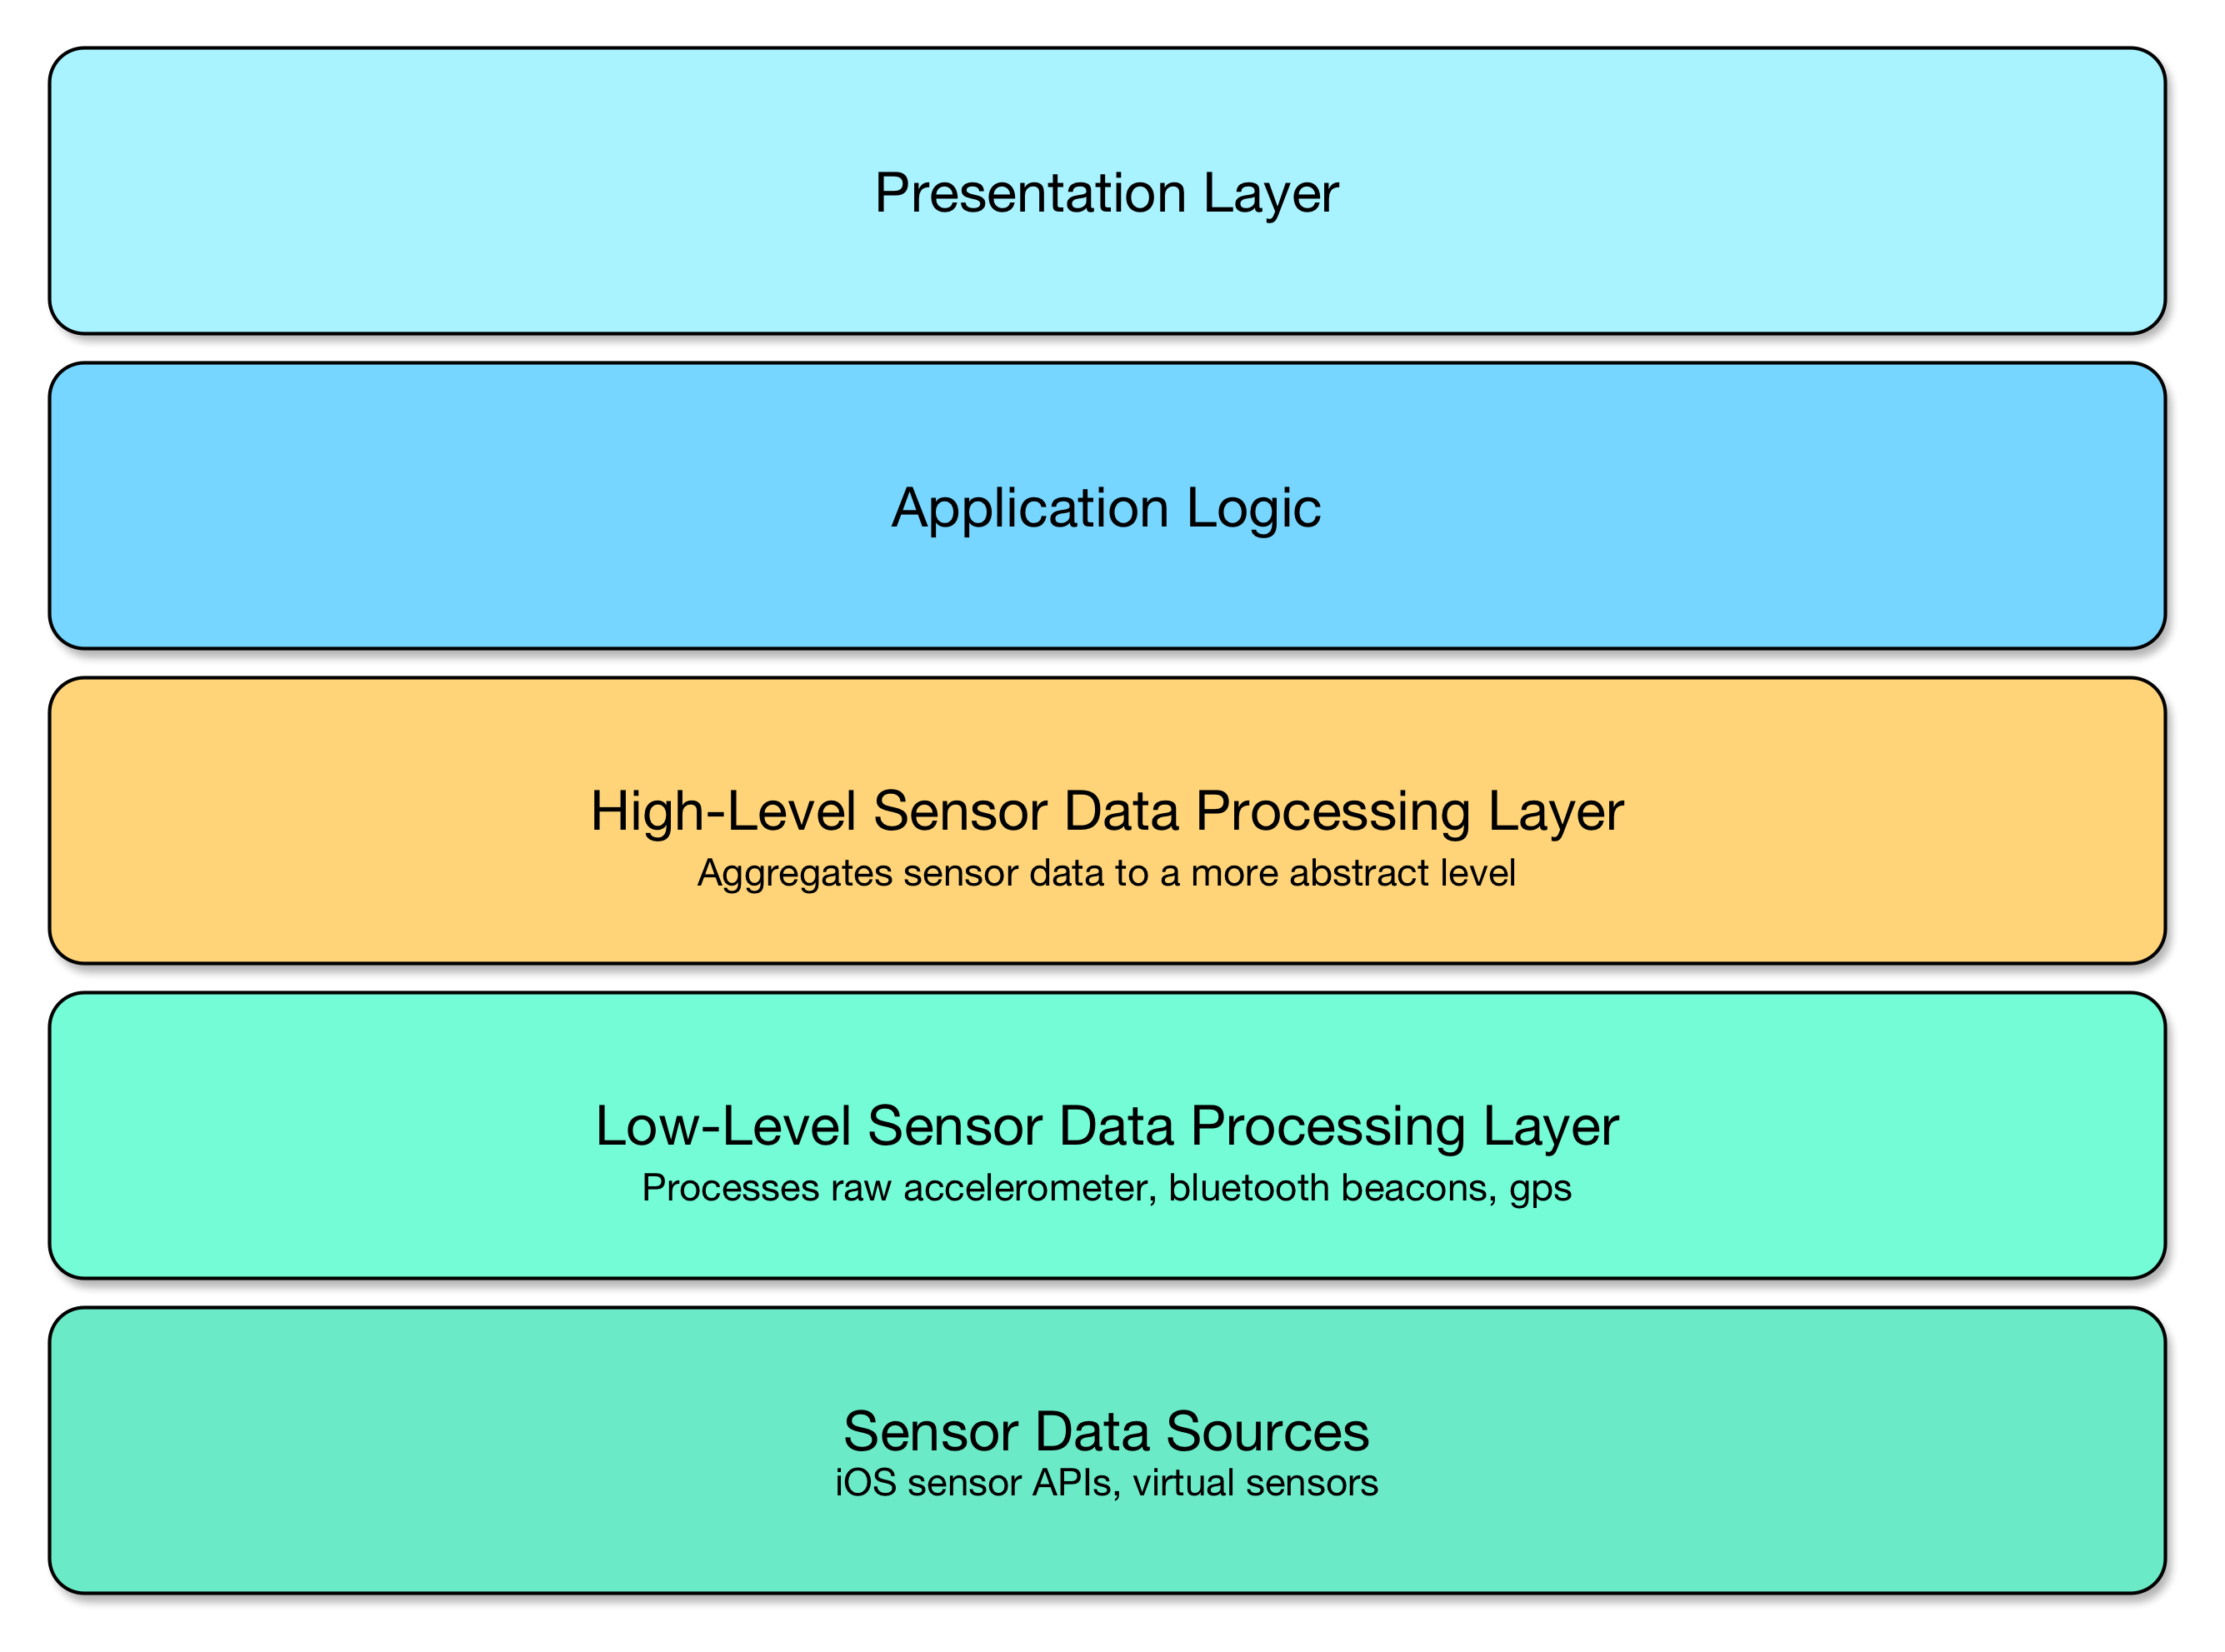 Presentation Layer
Application Logic
High-Level Sensor Data Processing Layer
Aggregates sensor data to a more abstract level
Low-Level Sensor Data Processing Layer
Processes raw accelerometer, bluetooth beacons, gps
Sensor Data Sources
iOS sensor APIs, virtual sensors